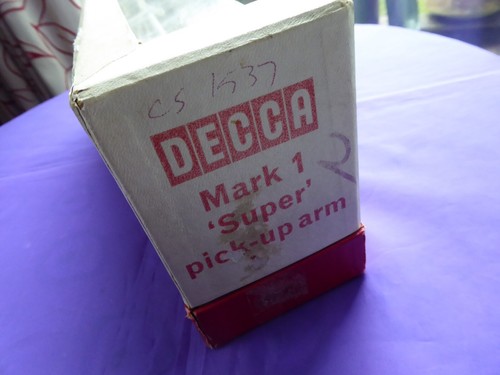 CS 1537
DECCA
Mark 1
'Super'
pick-up arm
2